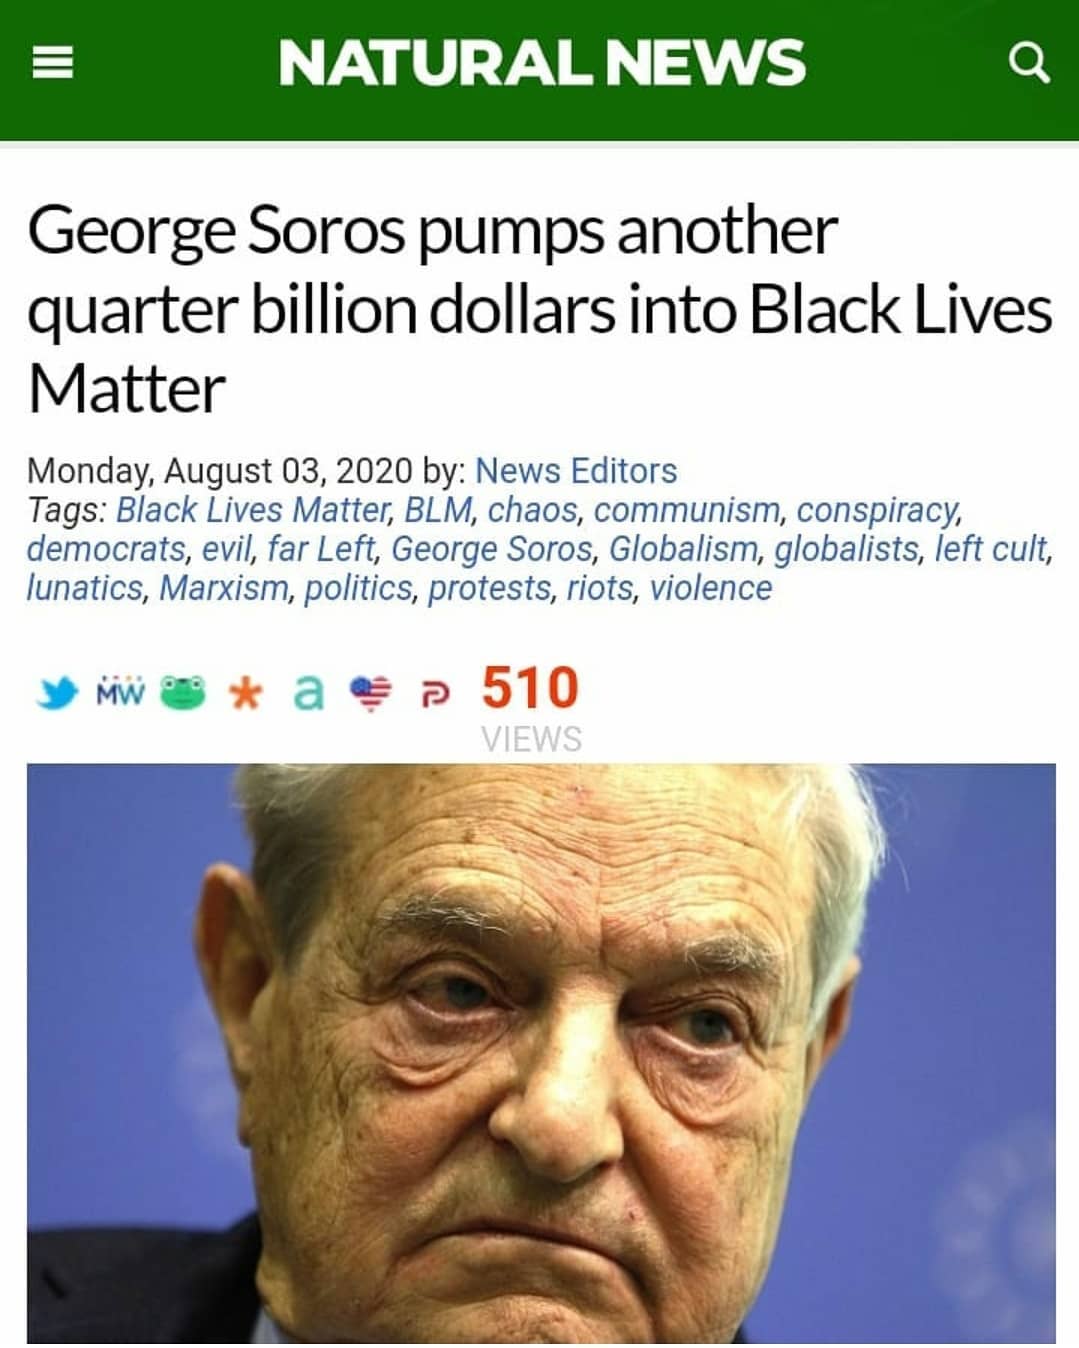 NATURAL NEWS
George Soros pumps another
quarter billion dollars into Black Lives
Matter
Monday, August 03, 2020 by: News Editors
Tags: Black Lives Matter, BLM, chaos, communism, conspiracy,
democrats, evil, far Left, George Soros, Globalism, globalists, left cult,
lunatics, Marxism, politics, protests, riots, violence
MW a 510
VIEWS